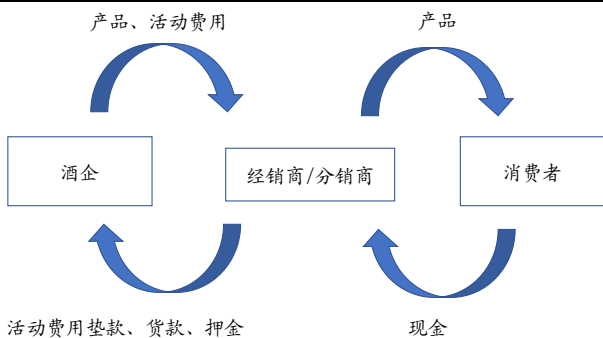 产品、活动费用
产品
酒企
经销商/分销商
消费者
活动费用垫款、货款、押金
现金